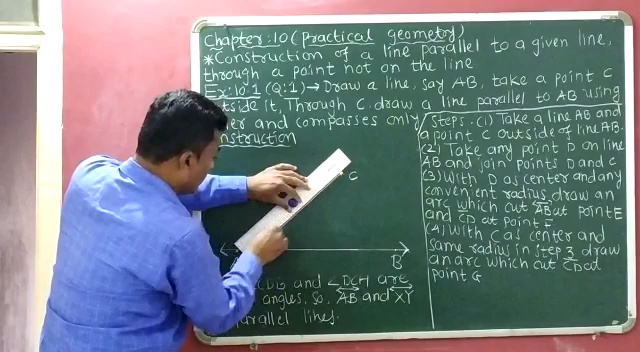 Chapter:10 (Practical geometry)
*Construction of a line parallel to a given line,
through a point not on the line
Ex:10.1 (Q:1) → Draw a line, say AB, take a point C
outside it, Through C, draw a line parallel to AB using
and compasses only
C
B
and ∠DCH are
angles, So, AB and XY
parallel lines.
Steps:- (1) Take a line AB and
a point C outside of line AB.
(2) Take any point D on line
AB and join points D and C
(3) With D as center and any
convenient radius draw an
arc which cut AB at point E
and CD at point F
(4) With C as center and
same radius in step 3, draw
an arc which cut CD at
point G